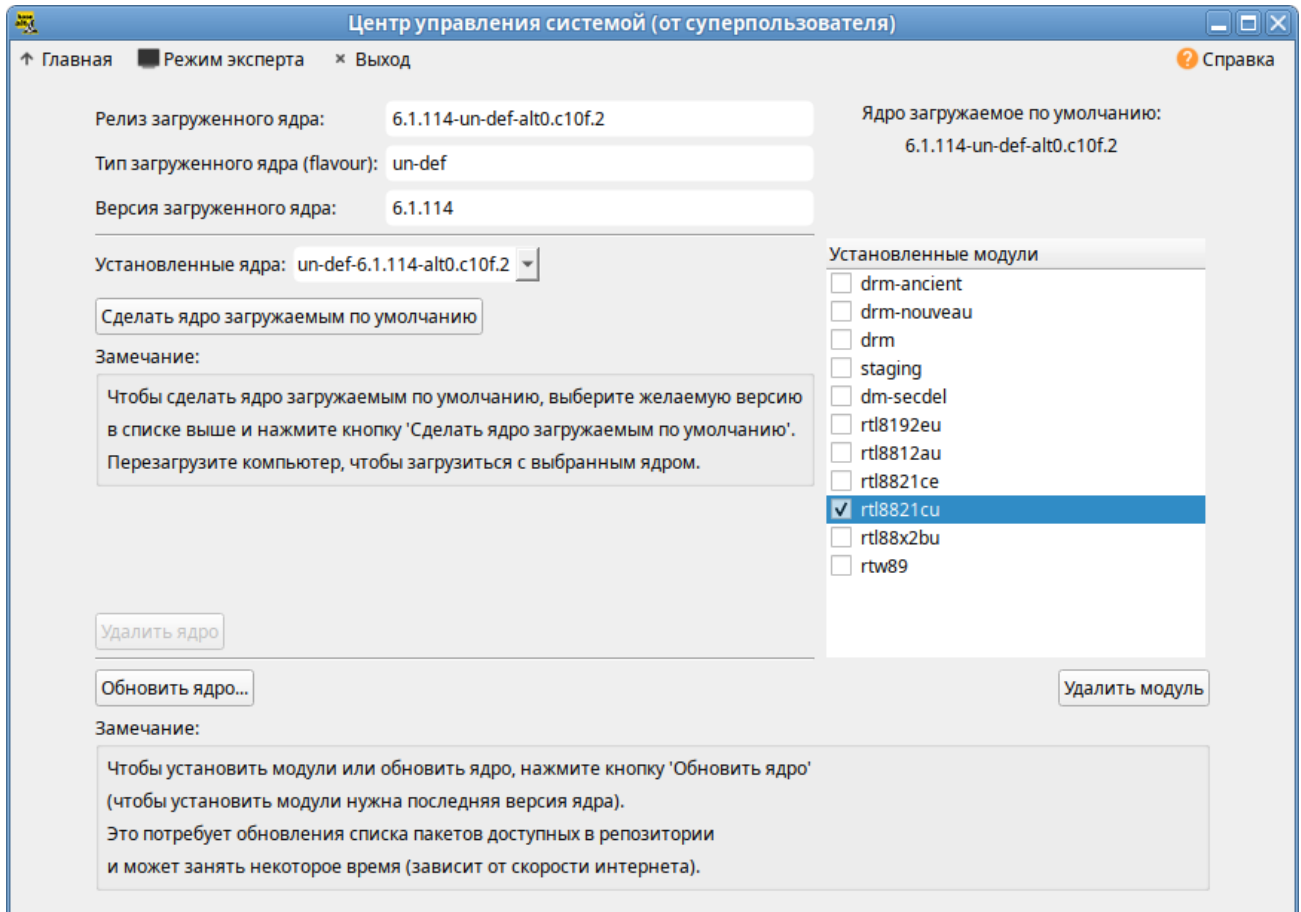 Центр управления системой (от суперпользователя)
Главная Режим эксперта Выход Справка
Релиз загруженного ядра: 6.1.114-un-def-alt0.c10f.2
Тип загруженного ядра (flavour): un-def
Версия загруженного ядра: 6.1.114
Ядро загружаемое по умолчанию:
6.1.114-un-def-alt0.c10f.2
Установленные ядра: un-def-6.1.114-alt0.c10f.2
Сделать ядро загружаемым по умолчанию
Замечание:
Чтобы сделать ядро загружаемым по умолчанию, выберите желаемую версию
в списке выше и нажмите кнопку 'Сделать ядро загружаемым по умолчанию'.
Перезагрузите компьютер, чтобы загрузиться с выбранным ядром.
Удалить ядро
Установленные модули
drm-ancient
drm-nouveau
drm
staging
dm-secdel
rtl8192eu
rtl8812au
rtl8821ce
rtl8821cu
rtl88x2bu
rtw89
Обновить ядро...
Удалить модуль
Замечание:
Чтобы установить модули или обновить ядро, нажмите кнопку 'Обновить ядро'
(чтобы установить модули нужна последняя версия ядра).
Это потребует обновления списка пакетов доступных в репозитории
и может занять некоторое время (зависит от скорости интернета).